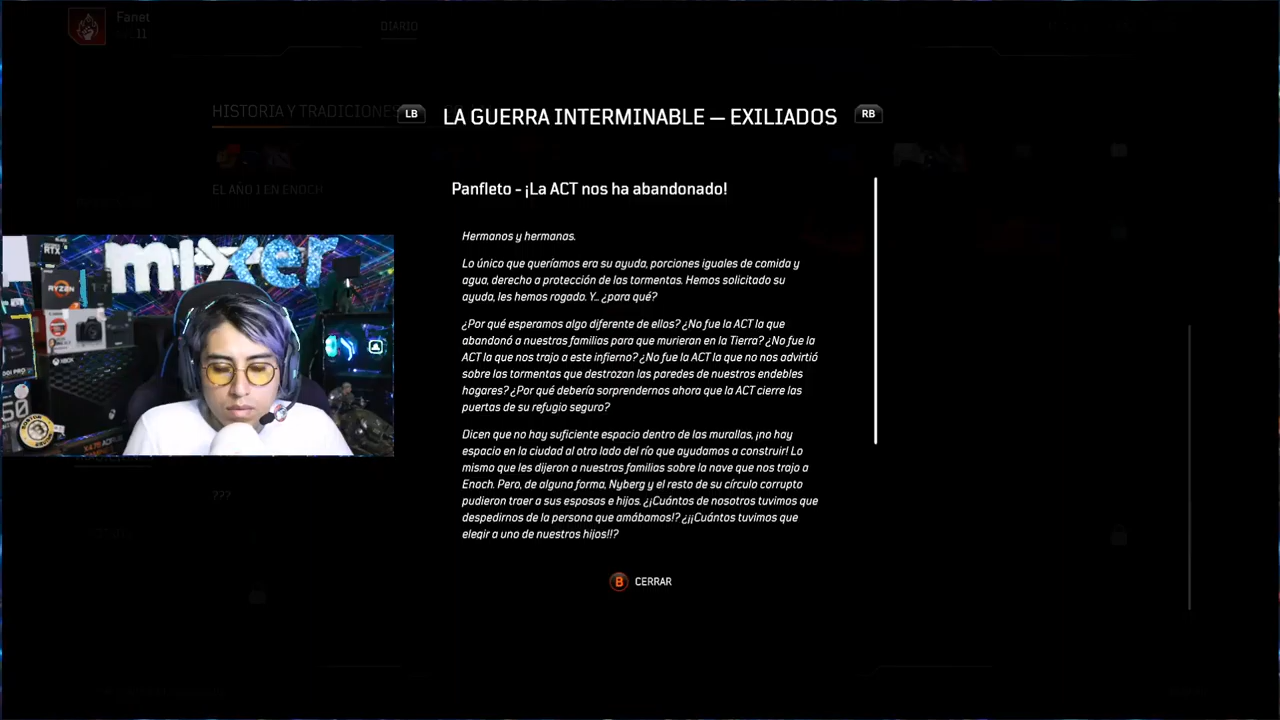 Fanet
11
DIARIO
HISTORIA Y TRADICIONES
LB
LA GUERRA INTERMINABLE — EXILIADOS
RB
EL AÑO 1 EN ENOCH
Panfleto - ¡La ACT nos ha abandonado!
Hermanos y hermanas.
Lo único que queríamos era su ayuda, porciones iguales de comida y
agua, derecho a protección de las tormentas. Hemos solicitado su
ayuda, les hemos rogado. Y... ¿para qué?
¿Por qué esperamos algo diferente de ellos? ¿No fue la ACT la que
abandonó a nuestras familias para que murieran en la Tierra? ¿No fue la
ACT la que nos trajo a este infierno? ¿No fue la ACT la que no nos advirtió
sobre las tormentas que destrozan las paredes de nuestros endebles
hogares? ¿Por qué debería sorprendernos ahora que la ACT cierre las
puertas de su refugio seguro?
Dicen que no hay suficiente espacio dentro de las murallas, ¡no hay
espacio en la ciudad al otro lado del río que ayudamos a construir! Lo
mismo que les dijeron a nuestras familias sobre la nave que nos trajo a
Enoch. Pero, de alguna forma, Nyberg y el resto de su círculo corrupto
pudieron traer a sus esposas e hijos. ¿¡Cuántos de nosotros tuvimos que
despedirnos de la persona que amábamos!? ¿¡¡Cuántos tuvimos que
elegir a uno de nuestros hijos!!?
mixer
RTX
RYZEN
XBOX
???
B
CERRAR